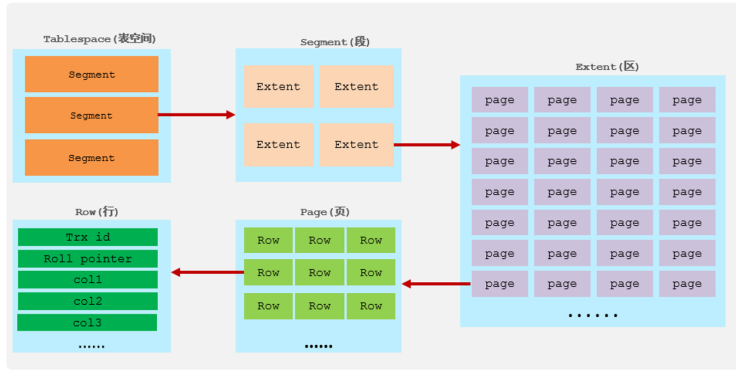 Tablespace(表空间)
Segment
Segment
Segment
Segment(段)
Extent Extent
Extent Extent
Extent(区)
page page page page
page page page page
page page page page
page page page page
page page page page
page page page page
page page page page
......
Row(行)
Trx id
Roll pointer
col1
col2
col3
......
Page(页)
Row Row Row
Row Row Row
Row Row Row
......